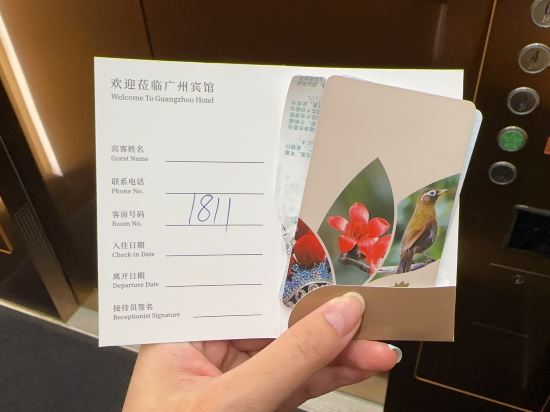 欢迎莅临广州宾馆
Welcome To Guangzhou Hotel
宾客姓名
Guest Name
联系电话
Phone No.
客房号码
Room No.
1811
入住日期
Check-in Date
离开日期
Departure Date
接待员签名
Receptionist Signature